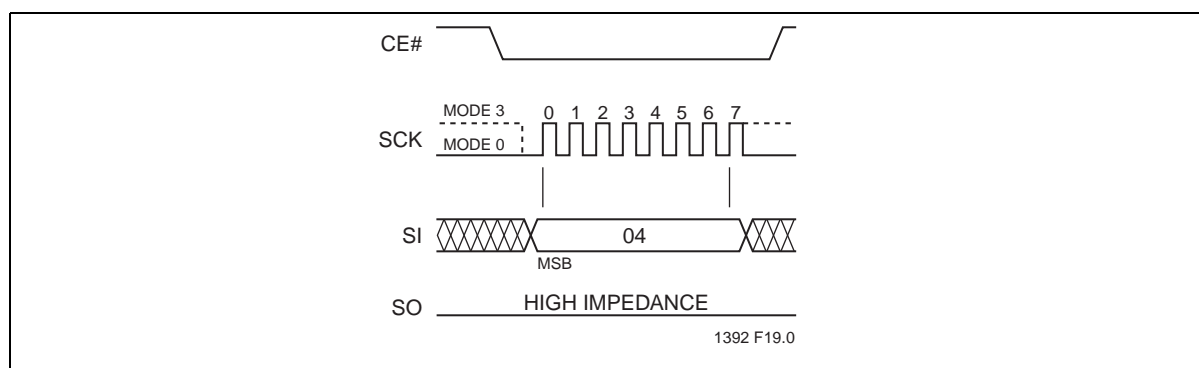 CE#
MODE 3 0 1 2 3 4 5 6 7
SCK MODE 0
SI 04
MSB
SO HIGH IMPEDANCE
1392 F19.0